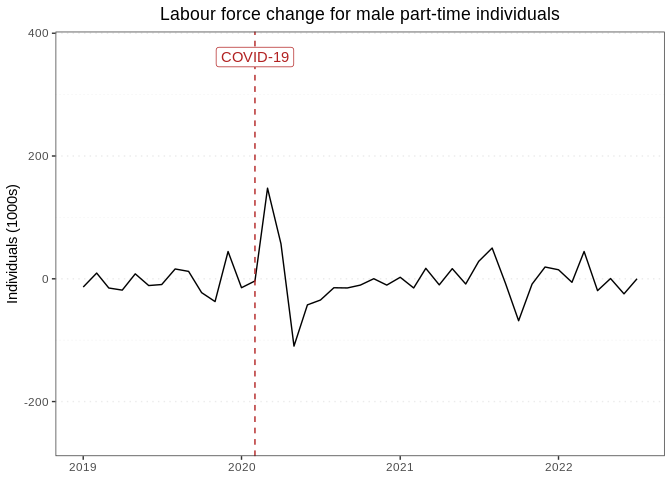 Labour force change for male part-time individuals
400
COVID-19
200
Individuals (1000s)
0
-200
2019 2020 2021 2022